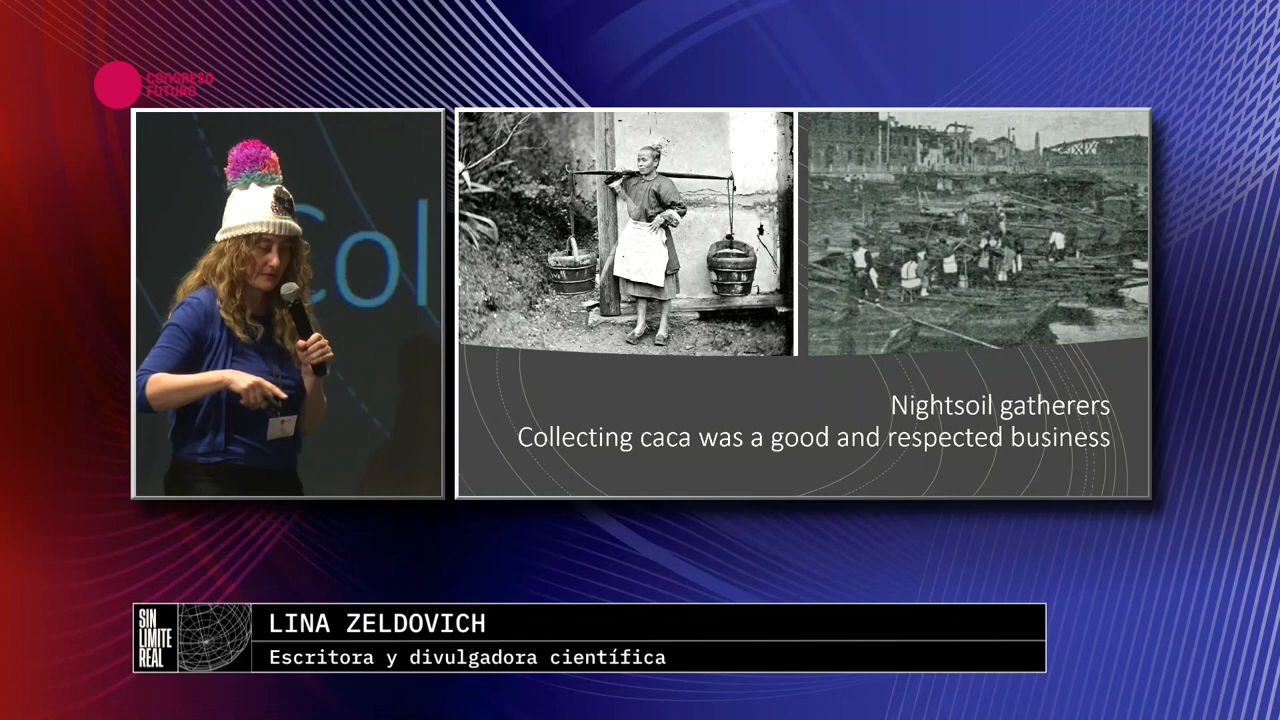 CONGRESO
FUTURO
Col
Nightsoil gatherers
Collecting caca was a good and respected business
SIN
LIMITE
REAL
LINA ZELDOVICH
Escritora y divulgadora científica